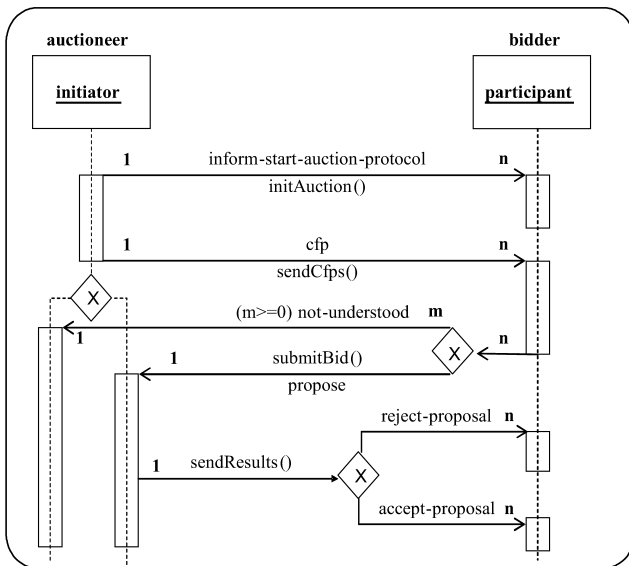 auctioneer bidder
initiator participant
1 inform-start-auction-protocol n
initAuction()
1 cfp n
sendCfps()
X
(m>=0) not-understood m
1
X n
1 submitBid()
propose
reject-proposal n
1 sendResults()
X
accept-proposal n